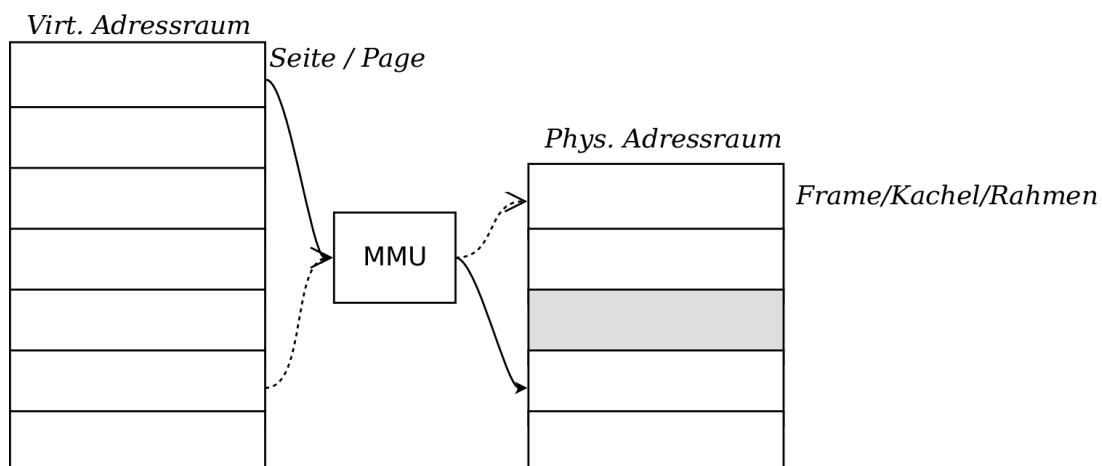 Virt. Adressraum
Seite / Page
Phys. Adressraum
Frame/Kachel/Rahmen
MMU